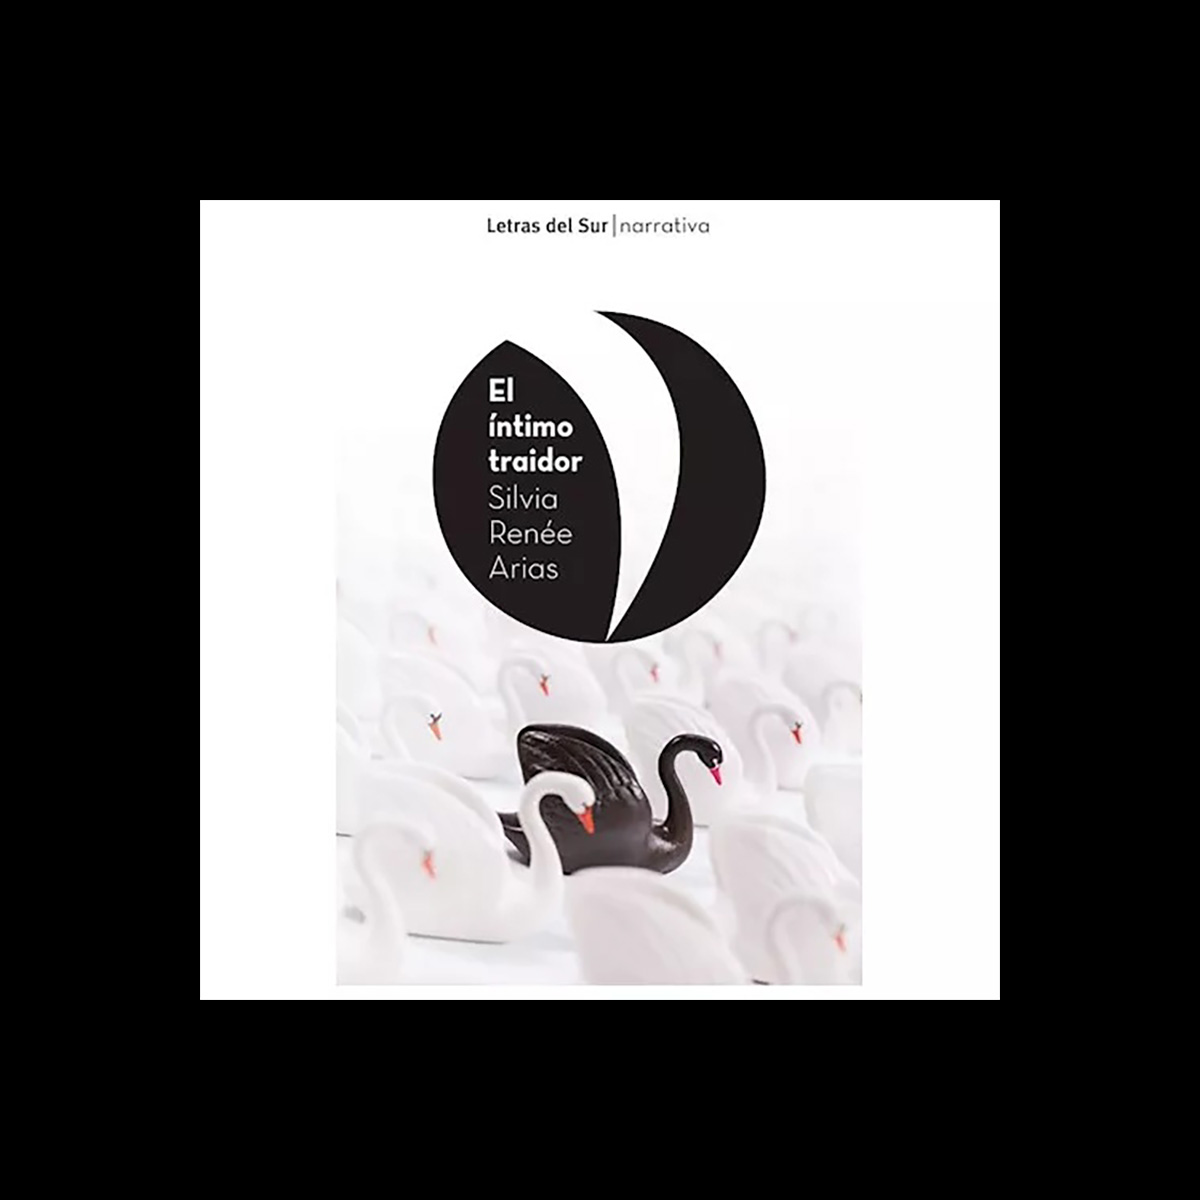 Letras del Sur|narrativa
El
íntimo
traidor
Silvia
Renée
Arias